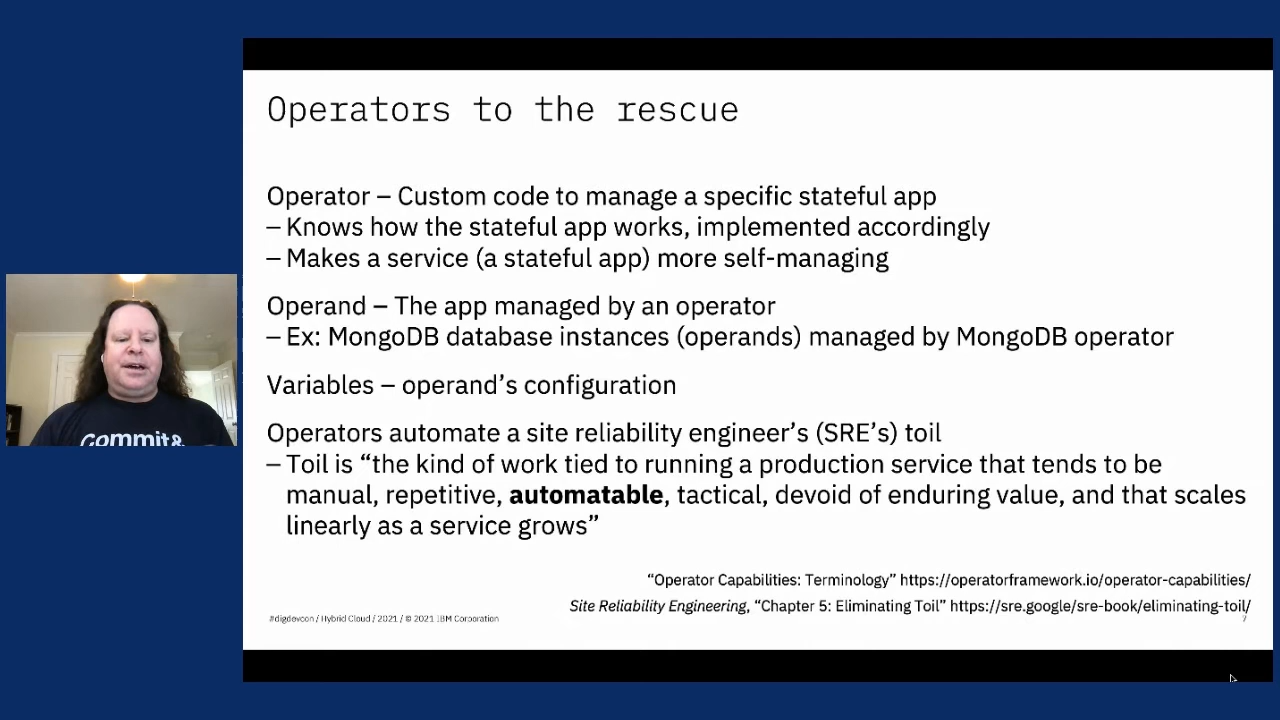 Operators to the rescue
Operator – Custom code to manage a specific stateful app
– Knows how the stateful app works, implemented accordingly
– Makes a service (a stateful app) more self-managing
Operand – The app managed by an operator
– Ex: MongoDB database instances (operands) managed by MongoDB operator
Variables – operand’s configuration
Operators automate a site reliability engineer’s (SRE’s) toil
– Toil is “the kind of work tied to running a production service that tends to be
manual, repetitive, automatable, tactical, devoid of enduring value, and that scales
linearly as a service grows”
“Operator Capabilities: Terminology” https://operatorframework.io/operator-capabilities/
Site Reliability Engineering, “Chapter 5: Eliminating Toil” https://sre.google/sre-book/eliminating-toil/
#digdevcon / Hybrid Cloud / 2021 / © 2021 IBM Corporation
7
Commit&